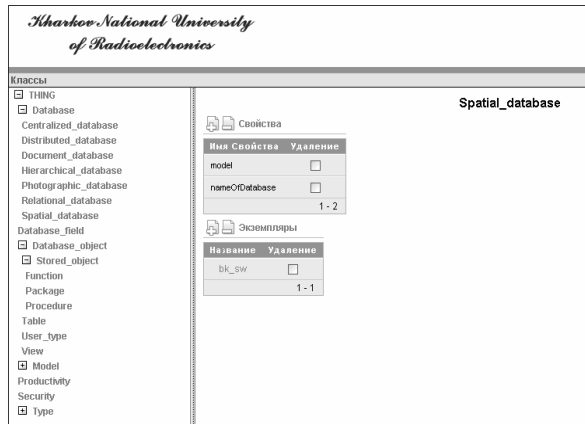 Kharkov National University
of Radioelectronics
Классы
THING
Database
Centralized_database
Distributed_database
Document_database
Hierarchical_database
Photographic_database
Relational_database
Spatial_database
Database_field
Database_object
Stored_object
Function
Package
Procedure
Table
User_type
View
Model
Productivity
Security
Type
Spatial_database
Свойства
Имя Свойства Удаление
model
nameOfDatabase
1 - 2
Экземпляры
Название Удаление
bk_sw
1 - 1